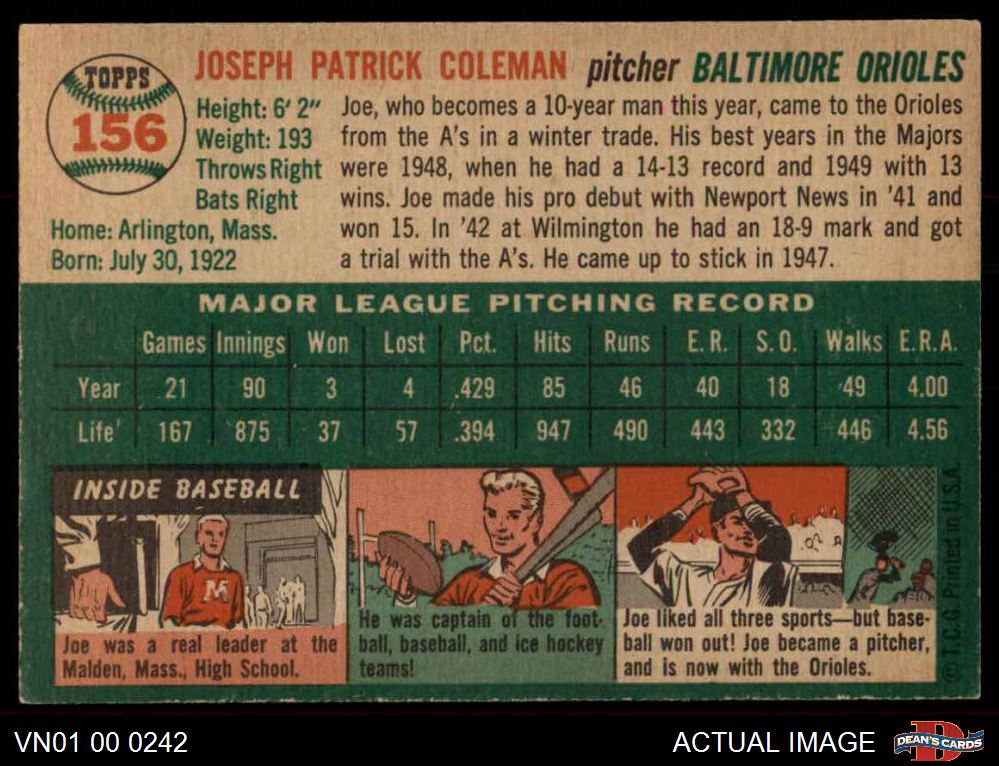 TOPPS
156
JOSEPH PATRICK COLEMAN pitcher BALTIMORE ORIOLES
Height: 6' 2"
Weight: 193
Throws Right
Bats Right
Home: Arlington, Mass.
Born: July 30, 1922
Joe, who becomes a 10-year man this year, came to the Orioles
from the A's in a winter trade. His best years in the Majors
were 1948, when he had a 14-13 record and 1949 with 13
wins. Joe made his pro debut with Newport News in '41 and
won 15. In '42 at Wilmington he had an 18-9 mark and got
a trial with the A's. He came up to stick in 1947.
MAJOR LEAGUE PITCHING RECORD
Games Innings Won Lost Pct. Hits Runs E. R. S. O. Walks E.R.A.
Year 21 90 3 4 .429 85 46 40 18 49 4.00
Life' 167 875 37 57 .394 947 490 443 332 446 4.56
INSIDE BASEBALL
M
Joe was a real leader at the
Malden, Mass., High School.
He was captain of the foot-
ball, baseball, and ice hockey
teams!
Joe liked all three sports—but base-
ball won out! Joe became a pitcher,
and is now with the Orioles.
© T.C.G. Printed in U.S.A.
VN01 00 0242
ACTUAL IMAGE
DEAN'S CARDS